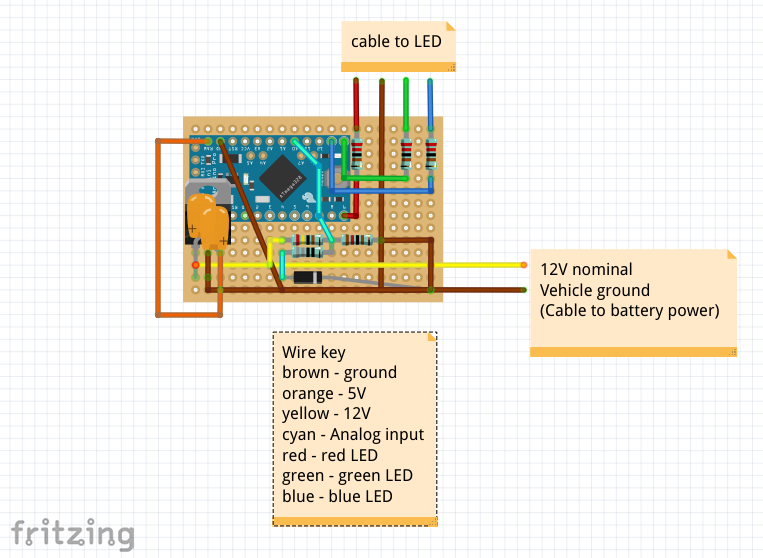 cable to LED
12V nominal
Vehicle ground
(Cable to battery power)
Wire key
brown - ground
orange - 5V
yellow - 12V
cyan - Analog input
red - red LED
green - green LED
blue - blue LED
fritzing